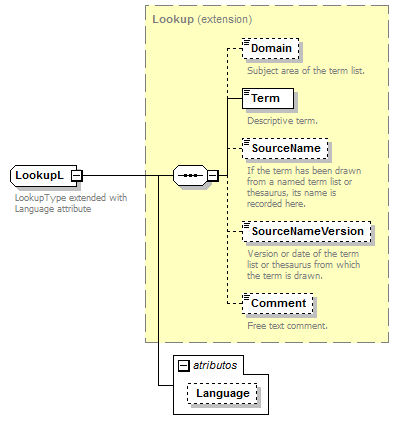 Lookup (extension)
Domain
Subject area of the term list.
Term
Descriptive term.
SourceName
If the term has been drawn
from a named term list or
thesaurus, its name is
recorded here.
LookupL
LookupType extended with
Language attribute
SourceNameVersion
Version or date of the term
list or thesaurus from which
the term is drawn.
Comment
Free text comment.
atributos
Language